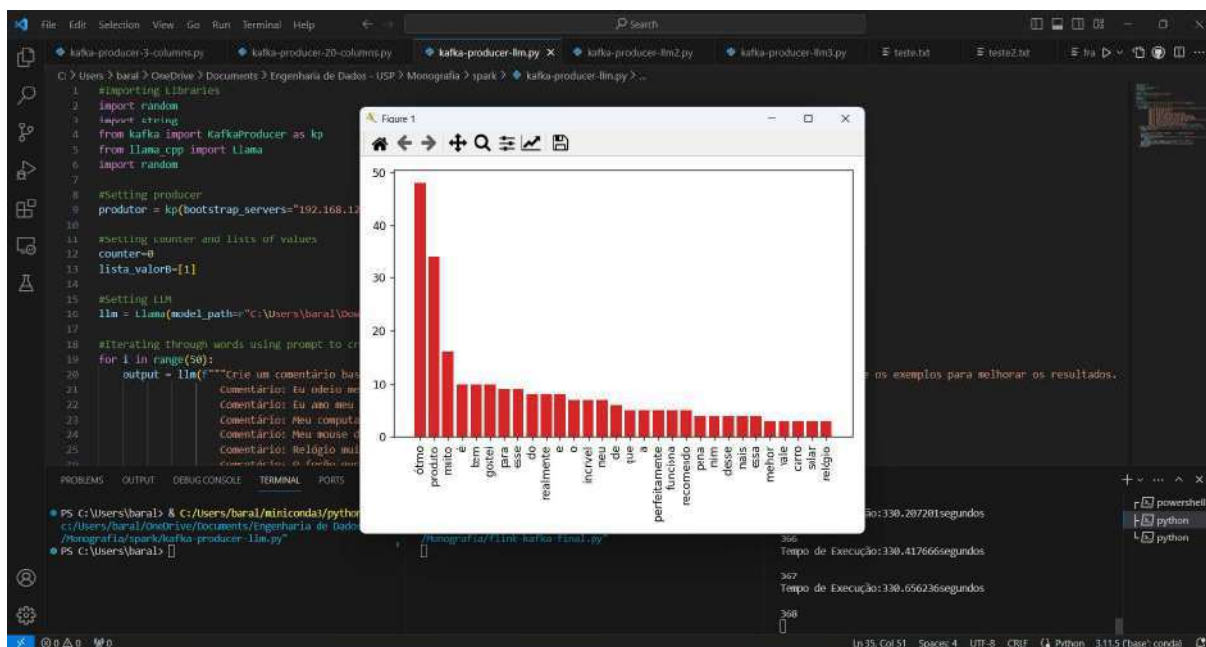 File Edit Selection View Go Run Terminal Help
Search
kafka-producer-3-columns.py kafka-producer-20-columns.py kafka-producer-llm.py kafka-producer-llm2.py kafka-producer-llm3.py teste.txt teste2.txt
C: > Users > baral > OneDrive > Documents > Engenharia de Dados - USP > Monografia > spark > kafka-producer-llm.py > ...
1 #Importing Libraries
2 import random
3 import string
4 from kafka import KafkaProducer as kp
5 from llama_cpp import Llama
6 import random
7
8 #Setting producer
9 produtor = kp(bootstrap_servers="192.168.12
10
11 #Setting counter and lists of values
12 counter=0
13 lista_valorB=[1]
14
15 #Setting LLM
16 llm = Llama(model_path=r"C:\Users\baral\Dow
17
18 #Iterating through words using prompt to cr
19 for i in range(50):
20 output = llm(f"""Crie um comentário bas
e os exemplos para melhorar os resultados.
21 Comentário: Eu odeio me
22 Comentário: Eu amo meu
23 Comentário: Meu computa
24 Comentário: Meu mouse d
25 Comentário: Relógio mui
Figure 1
50
40
30
20
10
0
ótimo
produto
muito
é
bem
gostei
para
esse
do
realmente
e
o
incrível
meu
de
que
a
perfeitamente
funciona
recomendo
desse
mais
essa
melhor
vale
carro
relógio
PROBLEMS OUTPUT DEBUG CONSOLE TERMINAL PORTS
PS C:\Users\baral> & C:/Users/baral/miniconda3/python
c:/Users/baral/OneDrive/Documents/Engenharia de Dados
/Monografia/spark/kafka-producer-llm.py"
PS C:\Users\baral>
/Monografia/flink-kafka-final.py"
ão:330.207201segundos
366
Tempo de Execução:330.417666segundos
367
Tempo de Execução:330.656236segundos
368
powershell
python
python
Ln 35, Col 51 Spaces: 4 UTF-8 CRLF Python 3.11.5 ('base': conda)